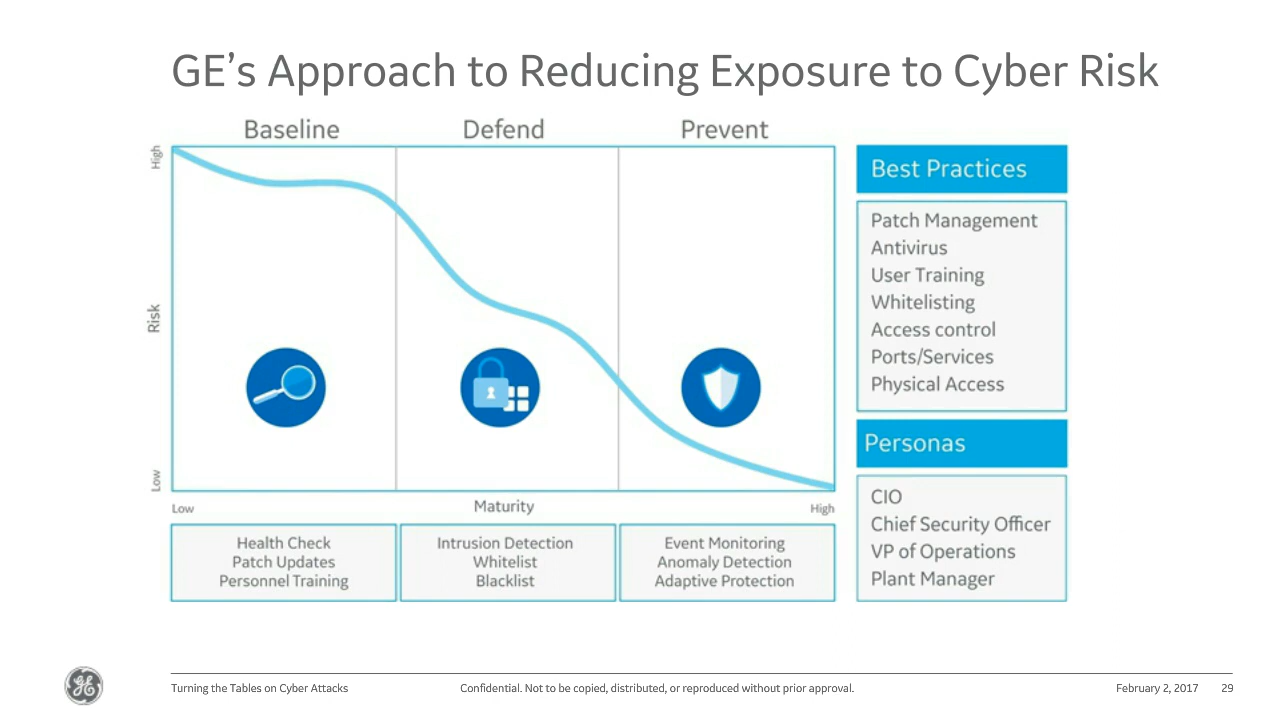 GE's Approach to Reducing Exposure to Cyber Risk
Baseline
Defend
Prevent
High
Risk
Low
Low
Maturity
High
Health Check
Patch Updates
Personnel Training
Intrusion Detection
Whitelist
Blacklist
Event Monitoring
Anomaly Detection
Adaptive Protection
Best Practices
Patch Management
Antivirus
User Training
Whitelisting
Access control
Ports/Services
Physical Access
Personas
CIO
Chief Security Officer
VP of Operations
Plant Manager
GE
Turning the Tables on Cyber Attacks
Confidential. Not to be copied, distributed, or reproduced without prior approval.
February 2, 2017
29